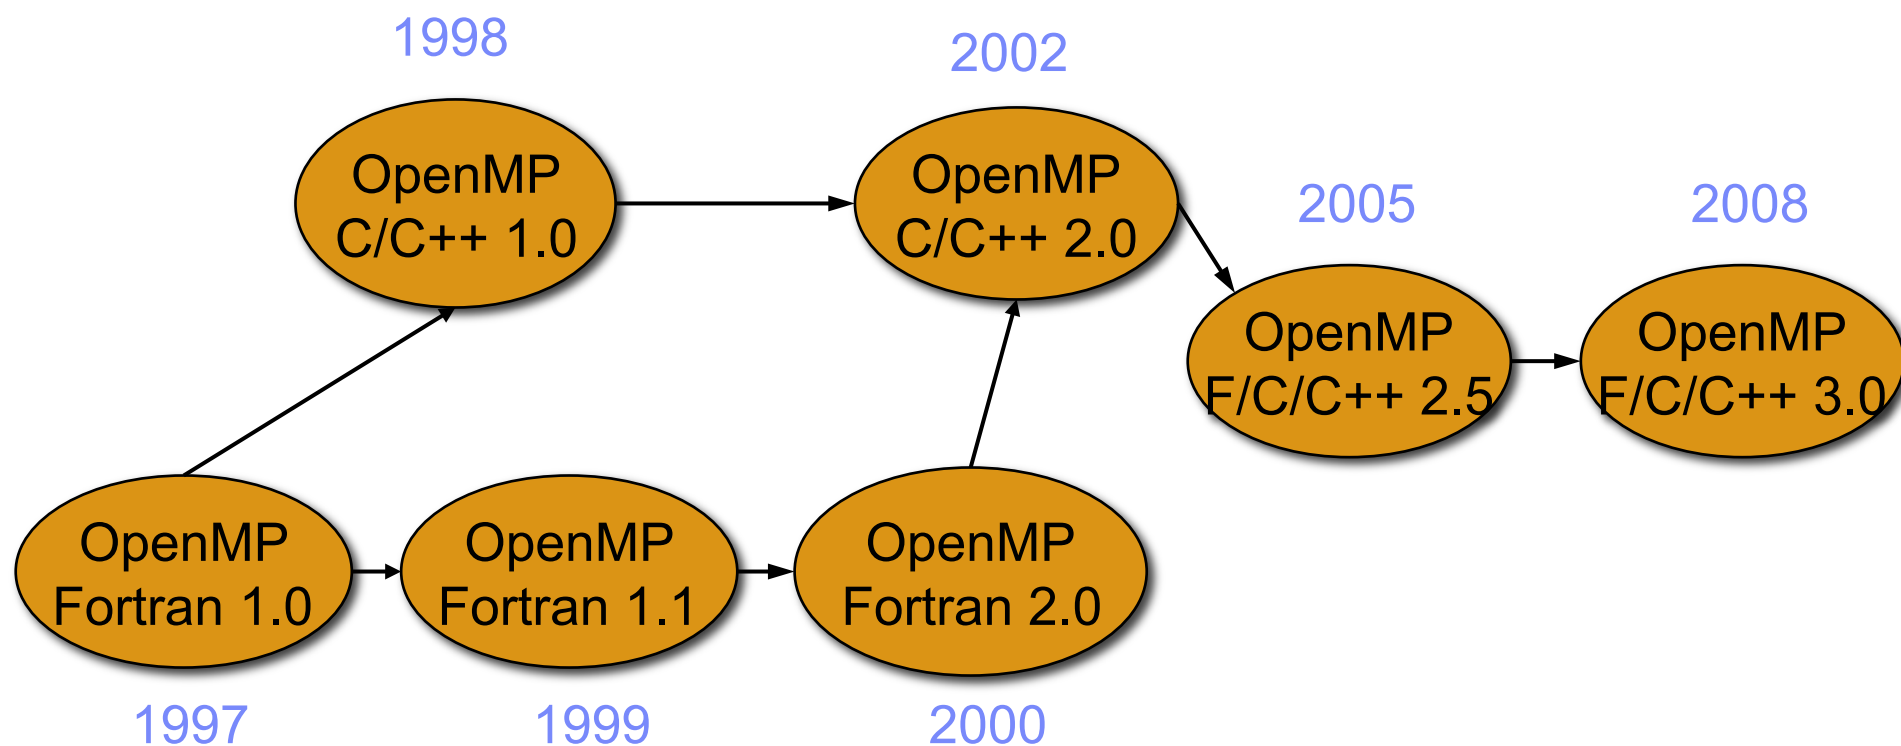 1998
2002
OpenMP
C/C++ 1.0
OpenMP
C/C++ 2.0
2005
2008
OpenMP
F/C/C++ 2.5
OpenMP
F/C/C++ 3.0
OpenMP
Fortran 1.0
OpenMP
Fortran 1.1
OpenMP
Fortran 2.0
1997
1999
2000